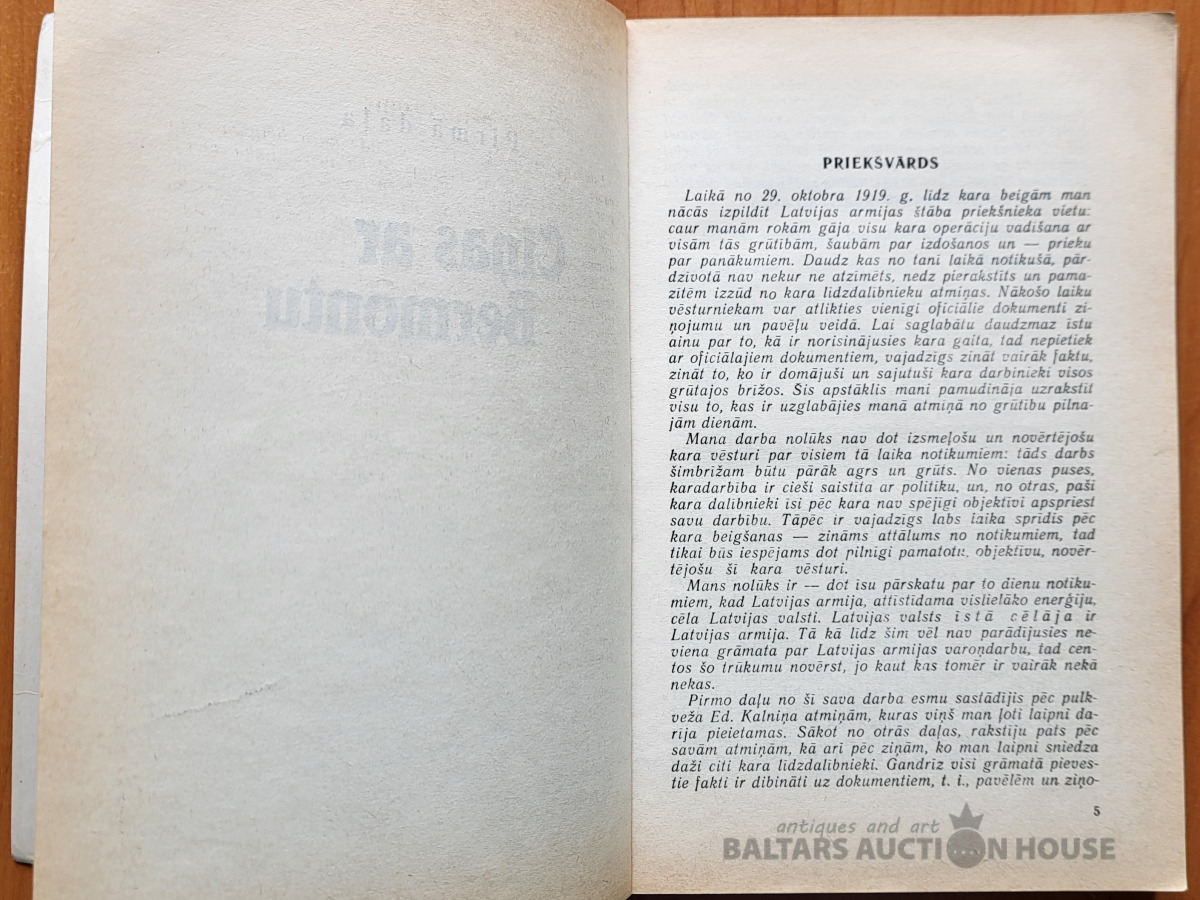 Pirmā daļa
Cīņas ar
Bermontu
PRIEKŠVĀRDS
Laikā no 29. oktobra 1919. g. līdz kara beigām man
nācās izpildīt Latvijas armijas štāba priekšnieka vietu:
caur manām rokām gāja visu kara operāciju vadīšana ar
visām tās grūtībām, šaubām par izdošanos un — prieku
par panākumiem. Daudz kas no tani laikā notikušā, pār-
dzīvotā nav nekur ne atzīmēts, nedz pierakstīts un pama-
zītēm izzūd no kara līdzdalībnieku atmiņas. Nākošo laiku
vēsturniekam var atlikties vienīgi oficiālie dokumenti zi-
ņojumu un pavēļu veidā. Lai saglabātu daudzmaz īstu
ainu par to, kā ir norisinājusies kara gaita, tad nepietiek
ar oficiālajiem dokumentiem, vajadzīgs zināt vairāk faktu,
zināt to, ko ir domājuši un sajutuši kara darbinieki visos
grūtajos brīžos. Šis apstāklis mani pamudināja uzrakstīt
visu to, kas ir uzglabājies manā atmiņā no grūtību pilna-
jām dienām.
Mana darba nolūks nav dot izsmeļošu un novērtējošu
kara vēsturi par visiem tā laika notikumiem: tāds darbs
šimbrīžam būtu pārāk agrs un grūts. No vienas puses,
karadarbība ir cieši saistīta ar politiku, un, no otras, paši
kara dalībnieki īsi pēc kara nav spējīgi objektīvi apspriest
savu darbību. Tāpēc ir vajadzīgs labs laika sprīdis pēc
kara beigšanas — zināms attālums no notikumiem, tad
tikai būs iespējams dot pilnīgi pamatotu, objektīvu, novēr-
tējošu šī kara vēsturi.
Mans nolūks ir — dot īsu pārskatu par to dienu notiku-
miem, kad Latvijas armija, attīstīdama vislielāko enerģiju,
cēla Latvijas valsti. Latvijas valsts īstā cēlāja ir
Latvijas armija. Tā kā līdz šim vēl nav parādījusies ne-
viena grāmata par Latvijas armijas varoņdarbu, tad cen-
tos šo trūkumu novērst, jo kaut kas tomēr ir vairāk nekā
nekas.
Pirmo daļu no šī sava darba esmu sastādījis pēc pulk-
veža Ed. Kalniņa atmiņām, kuras viņš man ļoti laipni da-
rīja pieietamas. Sākot no otrās daļas, rakstīju pats pēc
savām atmiņām, kā arī pēc ziņām, ko man laipni sniedza
daži citi kara līdzdalībnieki. Gandrīz visi grāmatā pieves-
tie fakti ir dibināti uz dokumentiem, t. i., pavēlēm un ziņo-
5
antiques and art
BALTARS AUCTION HOUSE